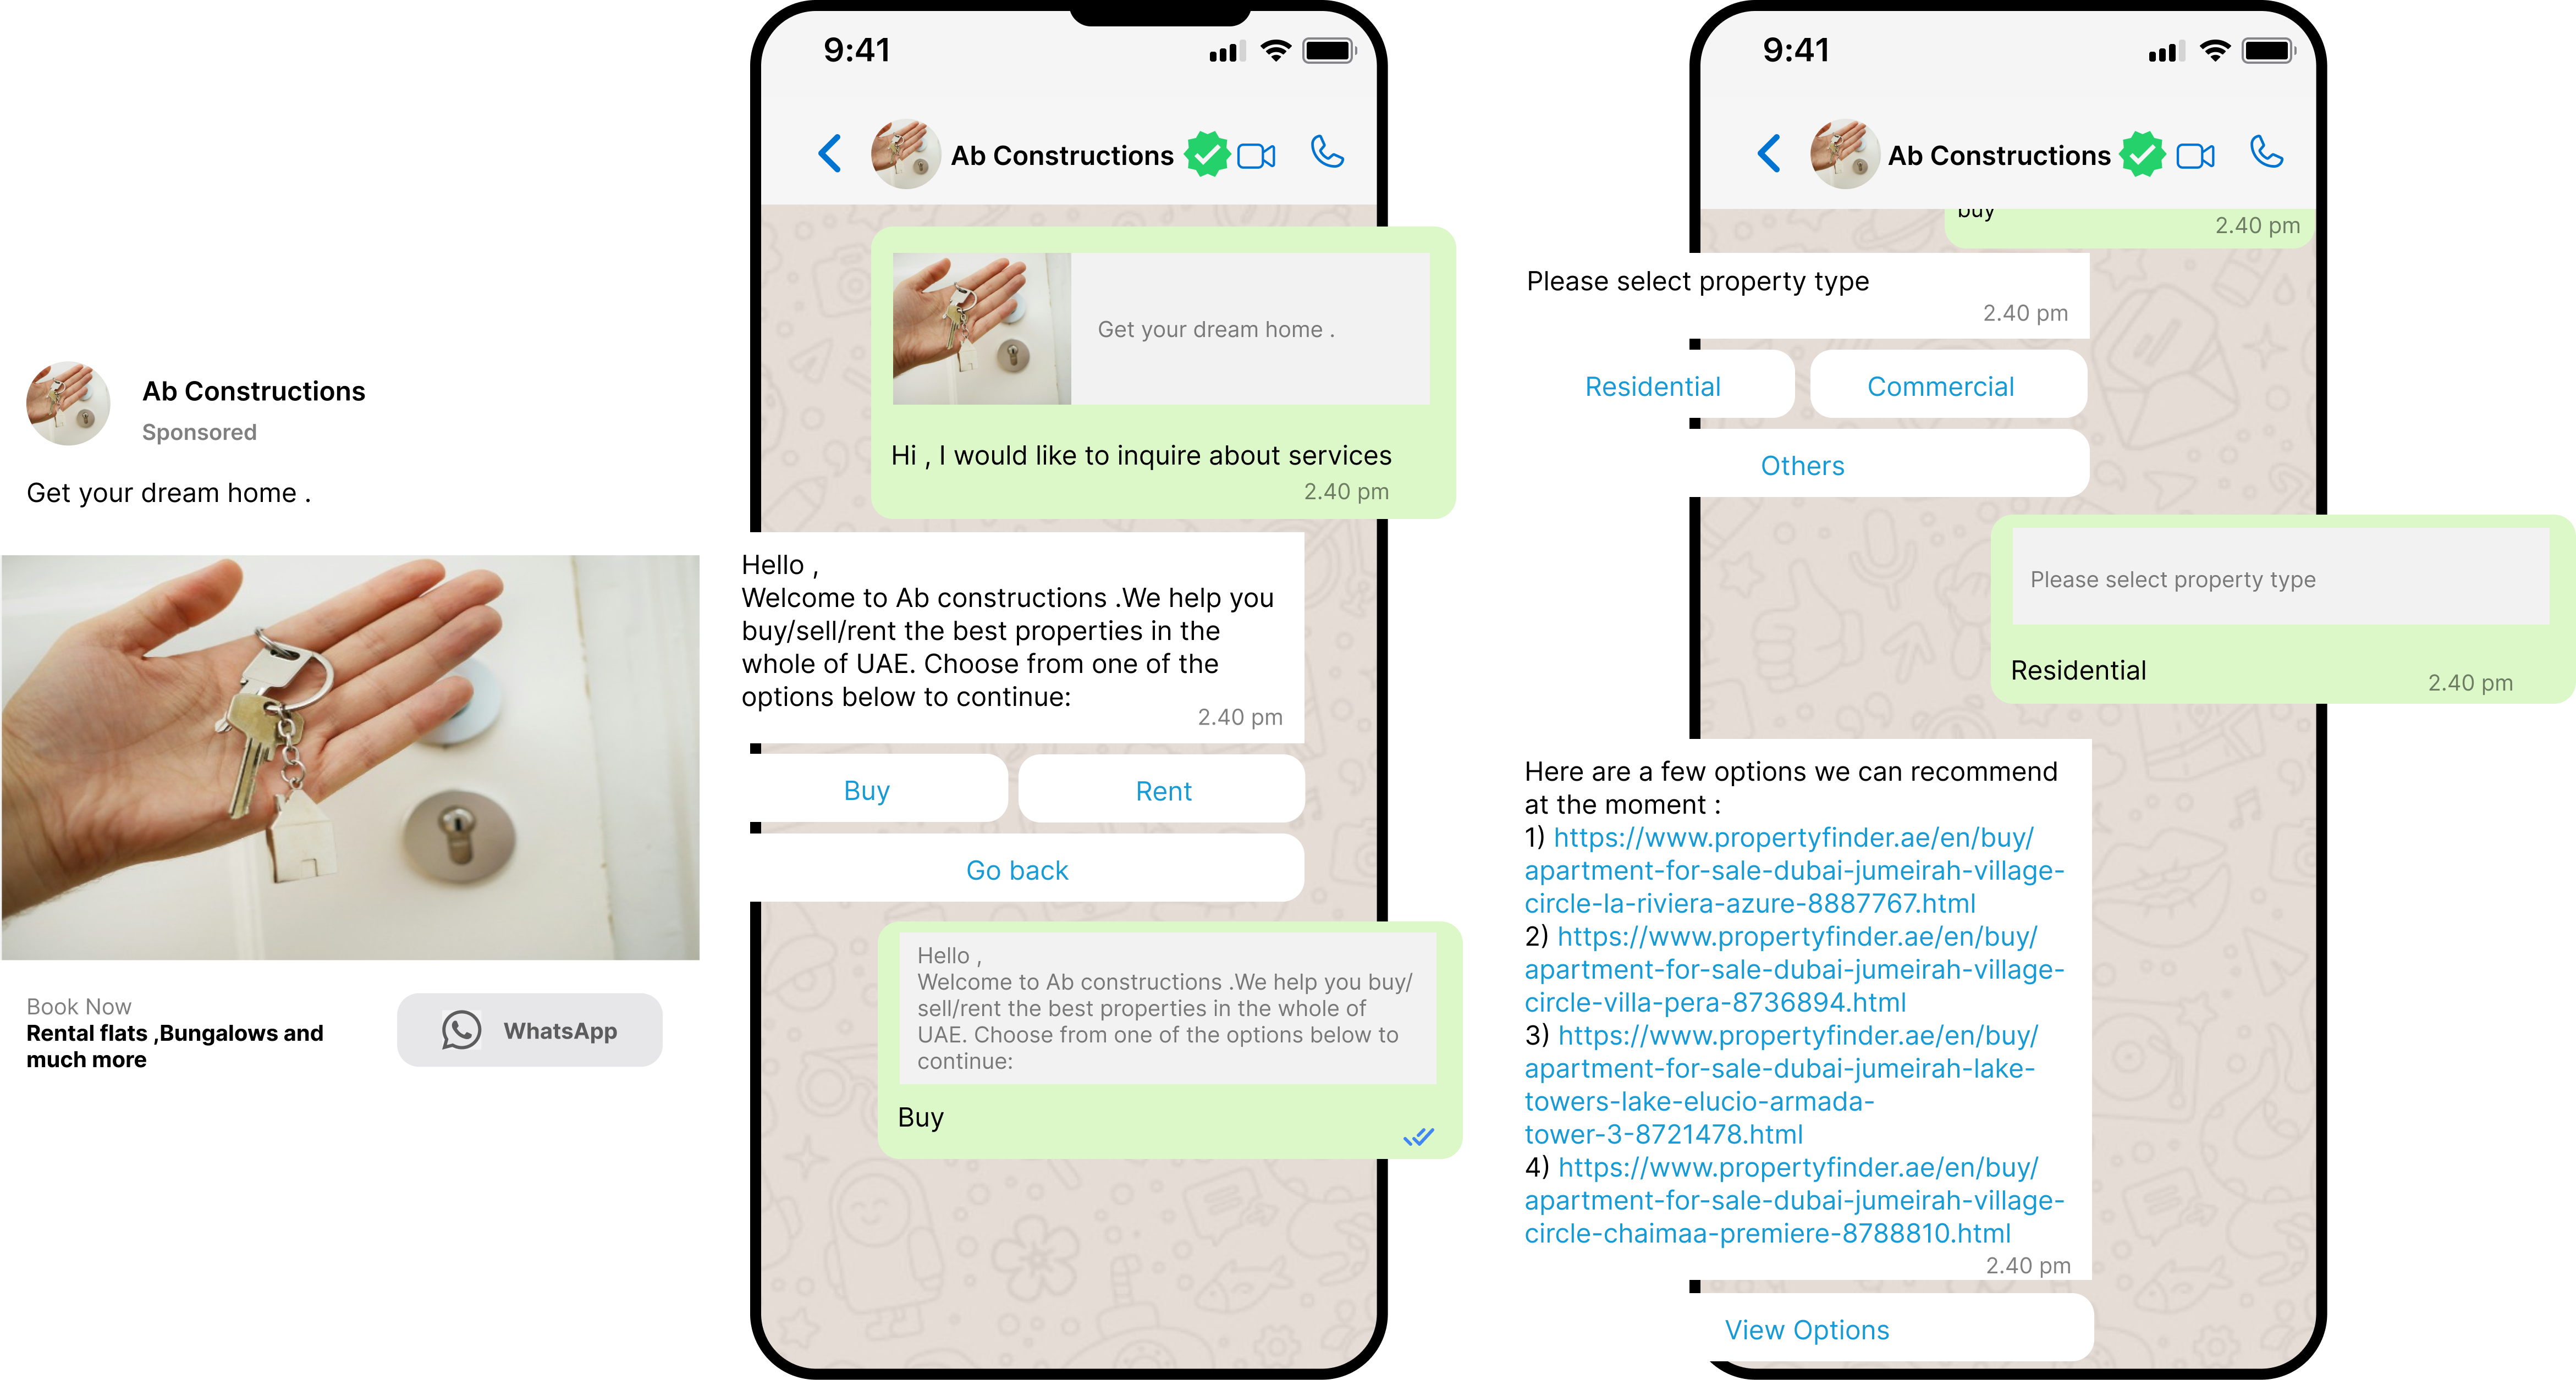 Ab Constructions
Sponsored
Get your dream home .
Book Now
Rental flats ,Bungalows and
much more
WhatsApp
9:41
Ab Constructions
Get your dream home .
Hi , I would like to inquire about services
2.40 pm
Hello ,
Welcome to Ab constructions .We help you
buy/sell/rent the best properties in the
whole of UAE. Choose from one of the
options below to continue:
2.40 pm
Buy
Rent
Go back
Hello ,
Welcome to Ab constructions .We help you buy/
sell/rent the best properties in the whole of
UAE. Choose from one of the options below to
continue:
Buy
9:41
Ab Constructions
buy
2.40 pm
Please select property type
2.40 pm
Residential
Commercial
Others
Please select property type
Residential
2.40 pm
Here are a few options we can recommend
at the moment :
1) https://www.propertyfinder.ae/en/buy/
apartment-for-sale-dubai-jumeirah-village-
circle-la-riviera-azure-8887767.html
2) https://www.propertyfinder.ae/en/buy/
apartment-for-sale-dubai-jumeirah-village-
circle-villa-pera-8736894.html
3) https://www.propertyfinder.ae/en/buy/
apartment-for-sale-dubai-jumeirah-lake-
towers-lake-elucio-armada-
tower-3-8721478.html
4) https://www.propertyfinder.ae/en/buy/
apartment-for-sale-dubai-jumeirah-village-
circle-chaimaa-premiere-8788810.html
2.40 pm
View Options